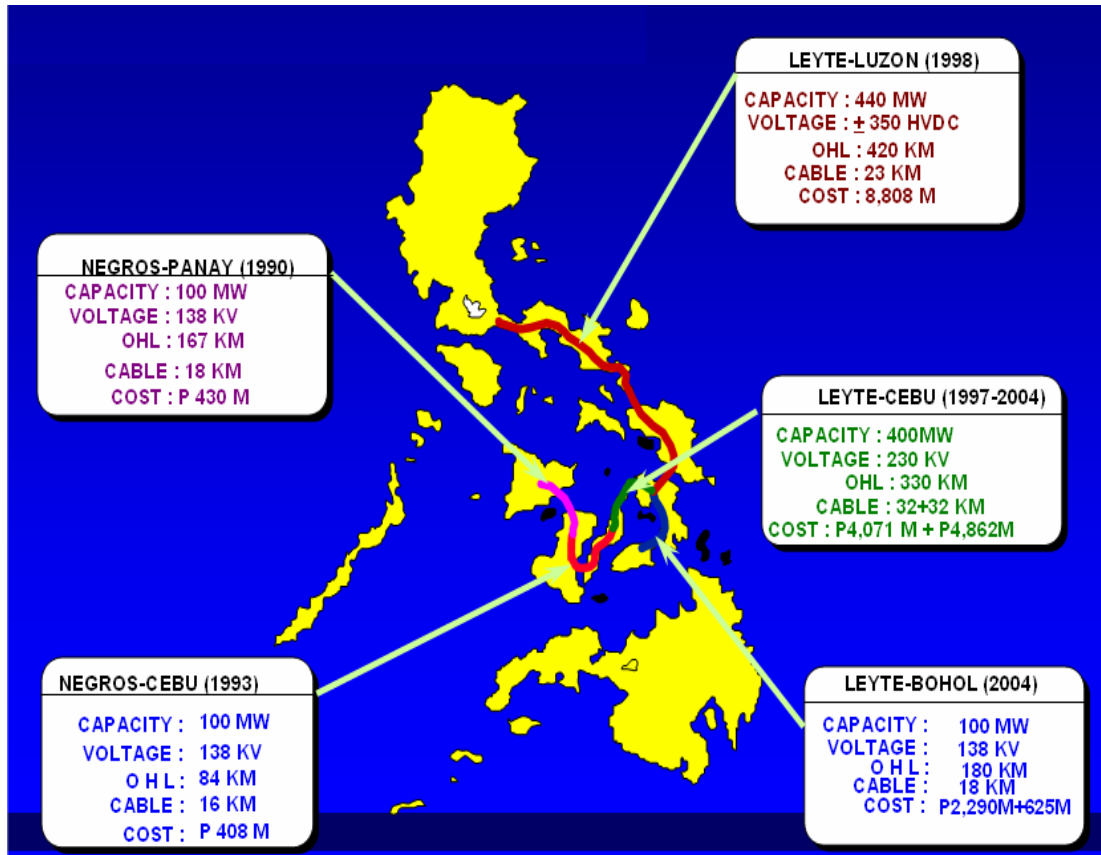 LEYTE-LUZON (1998)
CAPACITY : 440 MW
VOLTAGE : ± 350 HVDC
OHL : 420 KM
CABLE : 23 KM
COST : 8,808 M
NEGROS-PANAY (1990)
CAPACITY : 100 MW
VOLTAGE : 138 KV
OHL : 167 KM
CABLE : 18 KM
COST : P 430 M
LEYTE-CEBU (1997-2004)
CAPACITY : 400MW
VOLTAGE : 230 KV
OHL : 330 KM
CABLE : 32+32 KM
COST : P4,071 M + P4,862M
NEGROS-CEBU (1993)
CAPACITY : 100 MW
VOLTAGE : 138 KV
O H L : 84 KM
CABLE : 16 KM
COST : P 408 M
LEYTE-BOHOL (2004)
CAPACITY : 100 MW
VOLTAGE : 138 KV
O H L : 180 KM
CABLE : 18 KM
COST : P2,290M+625M